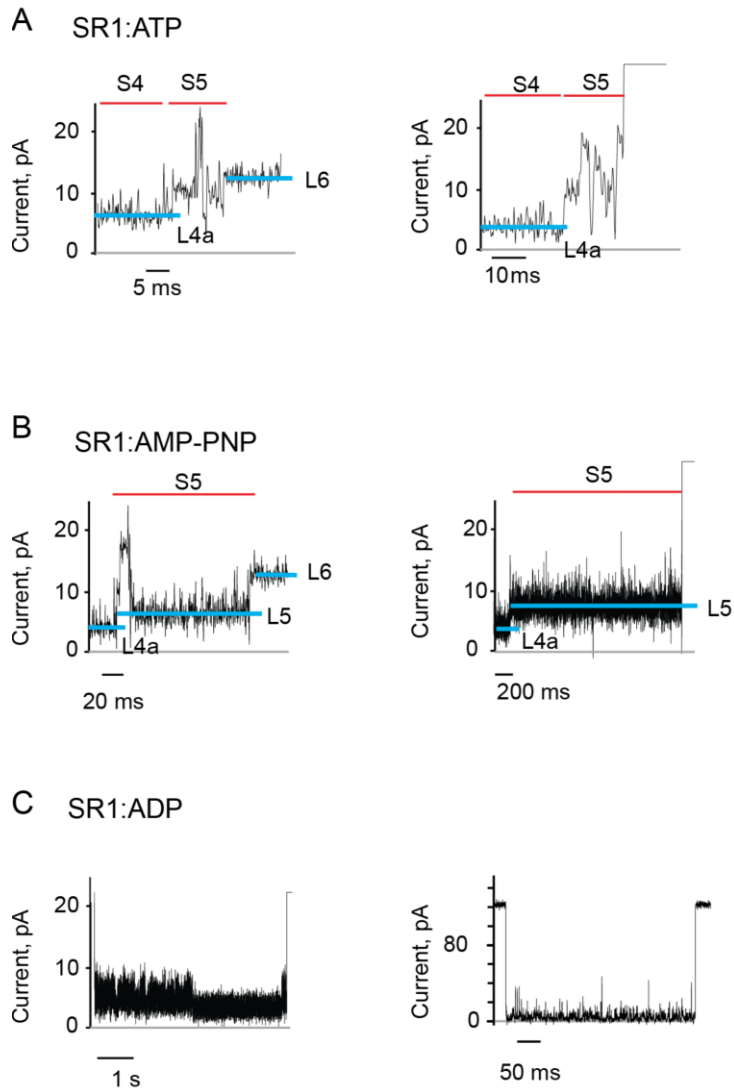 A SR1:ATP
S4 S5
Current, pA
20
10
0
L4a
L6
5 ms
S4 S5
Current, pA
20
10
0
L4a
10ms
B SR1:AMP-PNP
S5
Current, pA
20
10
0
L4a
L5
L6
20 ms
S5
Current, pA
20
10
0
L4a
L5
200 ms
C SR1:ADP
Current, pA
20
10
0
1 s
Current, pA
80
0
50 ms